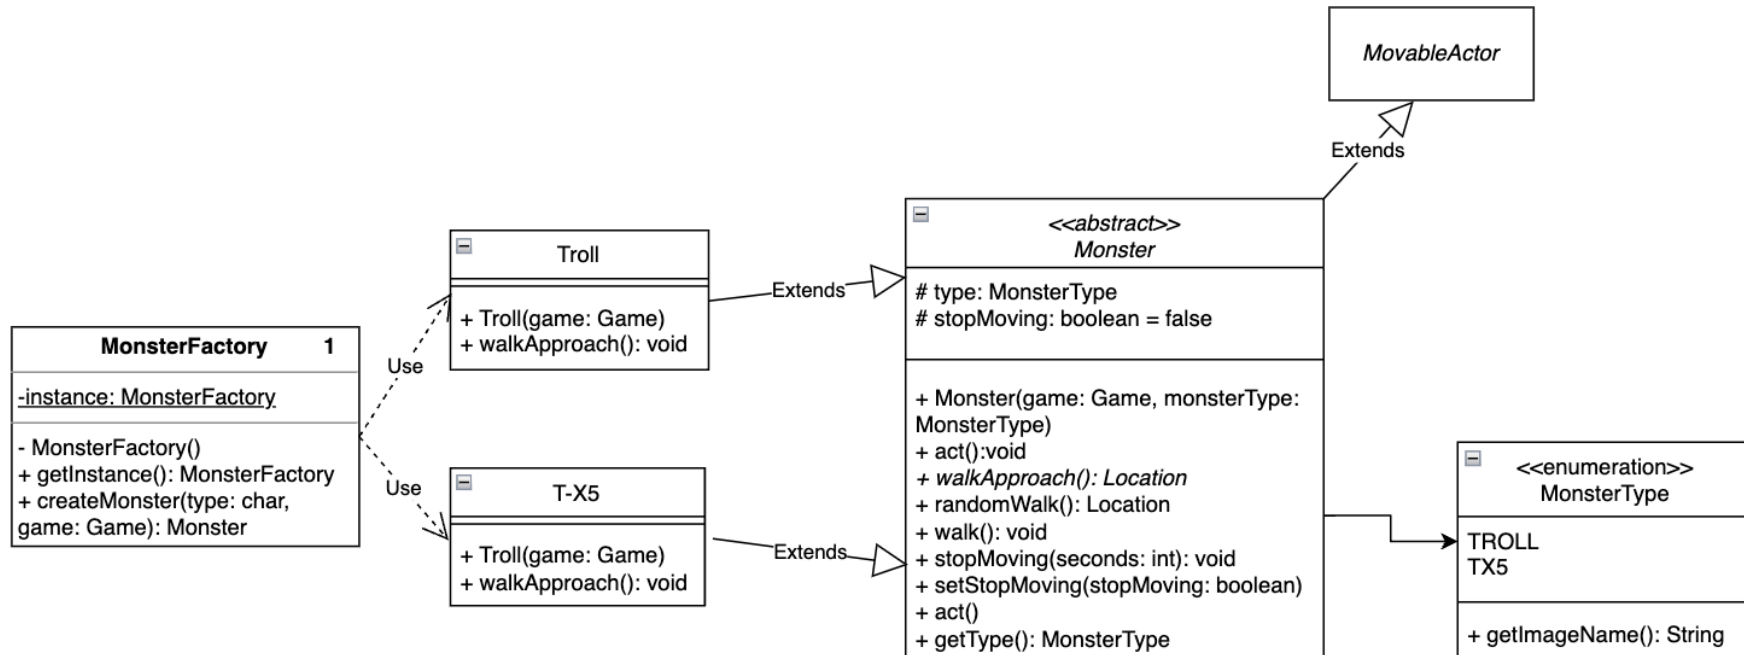 MovableActor
Extends
<<abstract>>
Monster
# type: MonsterType
# stopMoving: boolean = false
+ Monster(game: Game, monsterType:
MonsterType)
+ act():void
+ walkApproach(): Location
+ randomWalk(): Location
+ walk(): void
+ stopMoving(seconds: int): void
+ setStopMoving(stopMoving: boolean)
+ act()
+ getType(): MonsterType
Troll
+ Troll(game: Game)
+ walkApproach(): void
Extends
MonsterFactory 1
-instance: MonsterFactory
- MonsterFactory()
+ getInstance(): MonsterFactory
+ createMonster(type: char,
game: Game): Monster
Use
Use
T-X5
+ Troll(game: Game)
+ walkApproach(): void
Extends
<<enumeration>>
MonsterType
TROLL
TX5
+ getImageName(): String